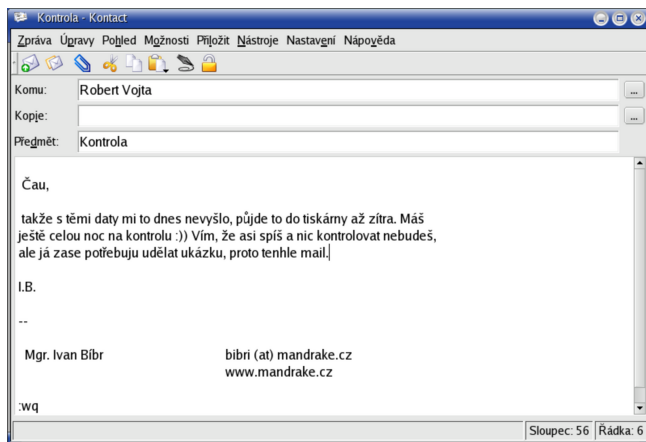 Kontrola - Kontact
Zpráva Úpravy Pohled Možnosti Přiložit Nástroje Nastavení Nápověda
Komu: Robert Vojta ...
Kopie: ...
Předmět: Kontrola
Čau,
takže s těmi daty mi to dnes nevyšlo, půjde to do tiskárny až zítra. Máš
ještě celou noc na kontrolu :)) Vím, že asi spíš a nic kontrolovat nebudeš,
ale já zase potřebuju udělat ukázku, proto tenhle mail.
I.B.
--
Mgr. Ivan Bíbr bibri (at) mandrake.cz
www.mandrake.cz
:wq
Sloupec: 56 Řádka: 6